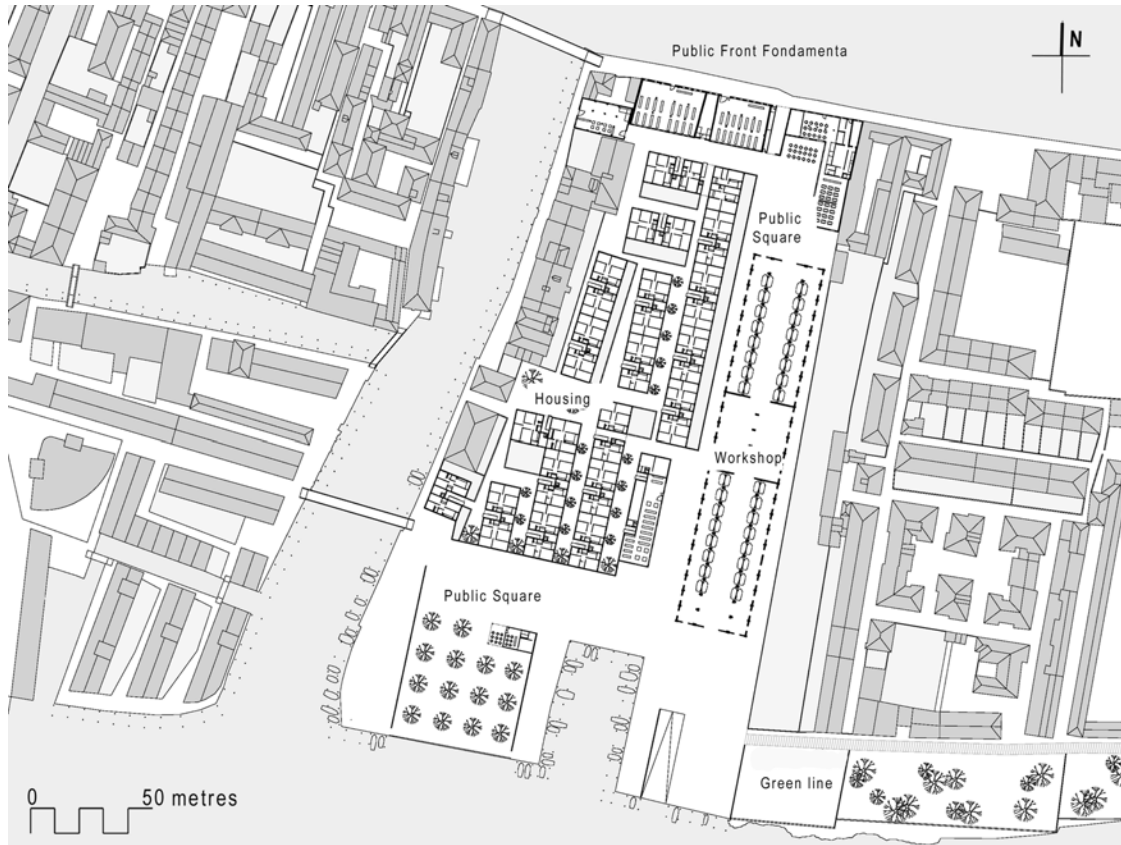 Public Front Fondamenta
N
Public
Square
Housing
Workshop
Public Square
Green line
0
50 metres